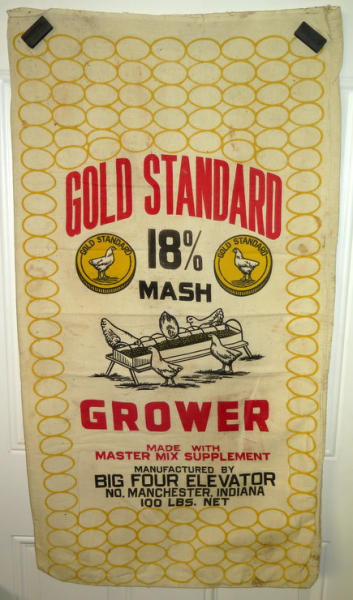 GOLD STANDARD
18%
GOLD STANDARD
GOLD STANDARD
MASH
GROWER
MADE WITH
MASTER MIX SUPPLEMENT
MANUFACTURED BY
BIG FOUR ELEVATOR
NO. MANCHESTER, INDIANA
100 LBS. NET